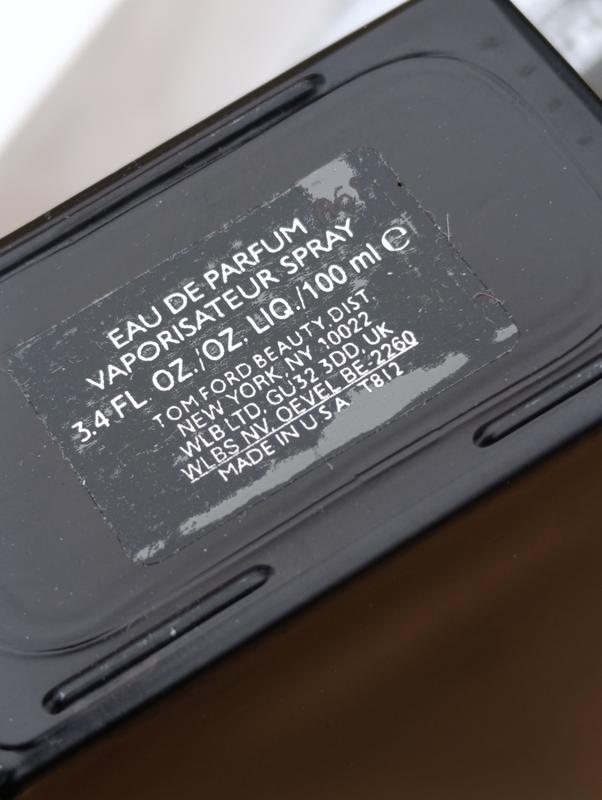 EAU DE PARFUM
VAPORISATEUR SPRAY
3.4 FL. OZ./OZ. LIQ./100 ml ℮
TOM FORD BEAUTY, DIST
NEW YORK, NY 10022
WLB LTD, GU32 3DD, UK
WLBS NV, OEVEL BE 2260
MADE IN U.S.A. T812